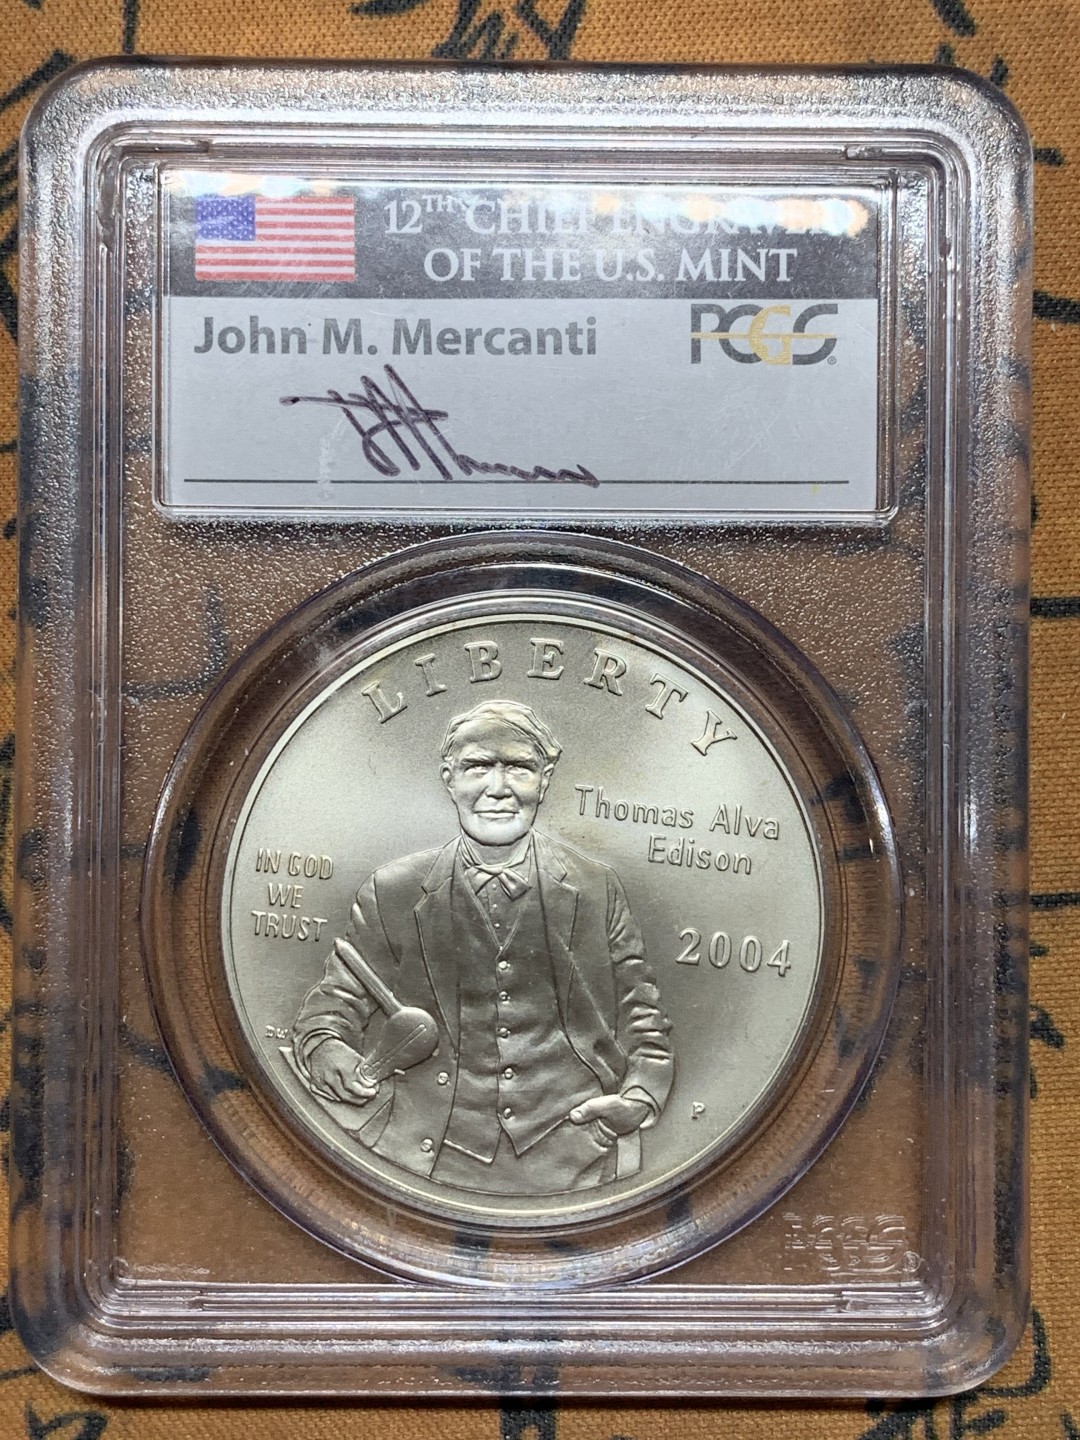 12TH CHIEF ENGRAVER
OF THE U.S. MINT
John M. Mercanti
PCGS
LIBERTY
Thomas Alva
Edison
IN GOD
WE
TRUST
2004
DW
P
PCGS